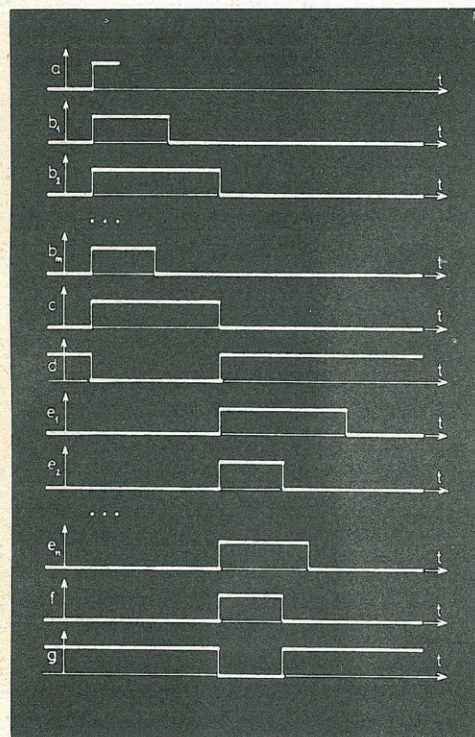 a t
b₁ t
b₂ t
...
bₘ t
c t
d t
e₁ t
e₂ t
...
eₙ t
f t
g t